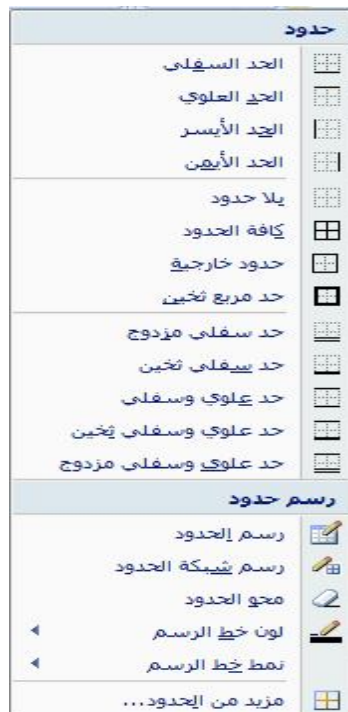 حدود
الحد السفلي
الحد العلوي
الحد الأيسر
الحد الأيمن
بلا حدود
كافة الحدود
حدود خارجية
حد مربع ثخين
حد سفلي مزدوج
حد سفلي ثخين
حد علوي وسفلي
حد علوي وسفلي ثخين
حد علوي وسفلي مزدوج
رسم حدود
رسم الحدود
رسم شبكة الحدود
محو الحدود
لون خط الرسم
نمط خط الرسم
مزيد من الحدود...